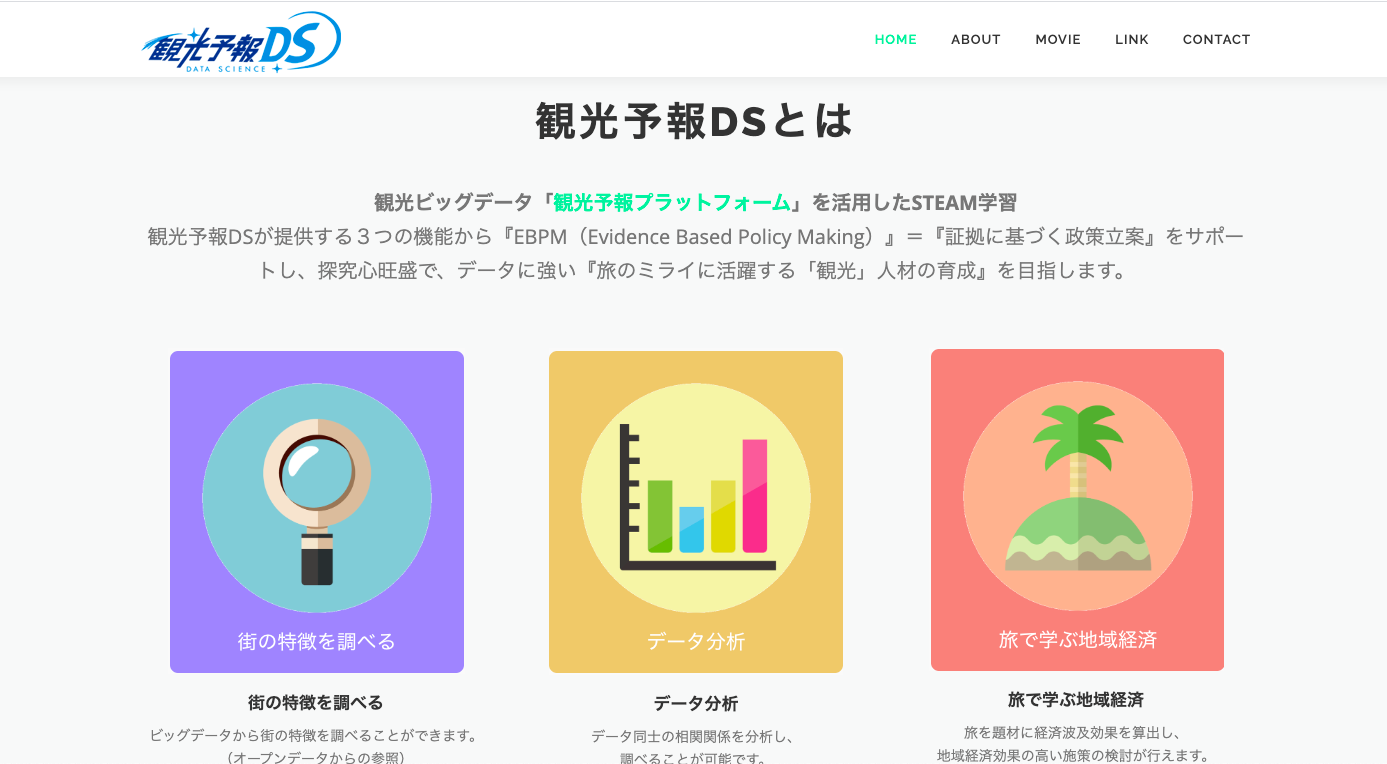 観光予報DS
DATA SCIENCE
HOME ABOUT MOVIE LINK CONTACT
観光予報DSとは
観光ビッグデータ「観光予報プラットフォーム」を活用したSTEAM学習
観光予報DSが提供する３つの機能から『EBPM（Evidence Based Policy Making）』＝『証拠に基づく政策立案』をサポー
トし、探究心旺盛で、データに強い『旅のミライに活躍する「観光」人材の育成』を目指します。
街の特徴を調べる
データ分析
旅で学ぶ地域経済
街の特徴を調べる
ビッグデータから街の特徴を調べることができます。
（オープンデータからの参照）
データ分析
データ同士の相関関係を分析し、
調べることが可能です。
旅で学ぶ地域経済
旅を題材に経済波及効果を算出し、
地域経済効果の高い施策の検討が行えます。